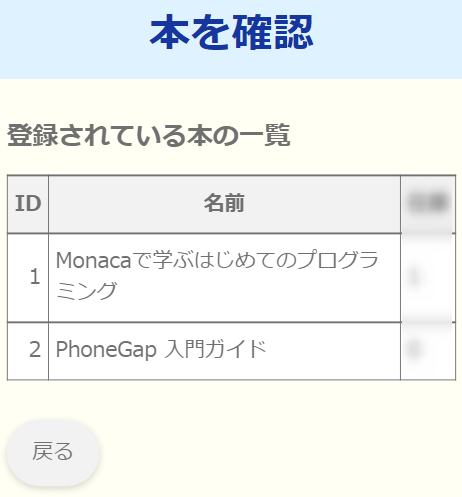 本を確認
登録されている本の一覧
ID 名前
1 Monacaで学ぶはじめてのプログラ
ミング
2 PhoneGap 入門ガイド
戻る